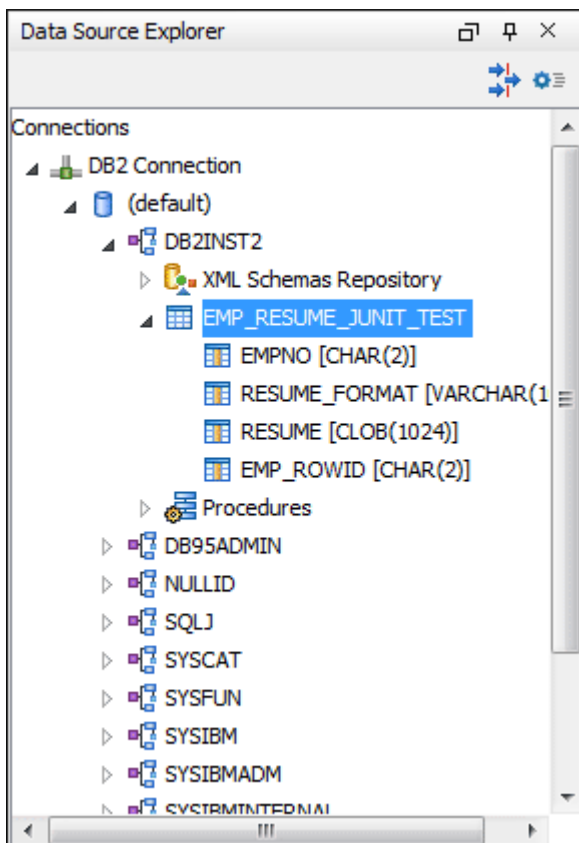 Data Source Explorer
Connections
DB2 Connection
(default)
DB2INST2
XML Schemas Repository
EMP_RESUME_JUNIT_TEST
EMPNO [CHAR(2)]
RESUME_FORMAT [VARCHAR(1
RESUME [CLOB(1024)]
EMP_ROWID [CHAR(2)]
Procedures
DB95ADMIN
NULLID
SQLJ
SYSCAT
SYSFUN
SYSIBM
SYSIBMADM
SYSIBMINTERNAL